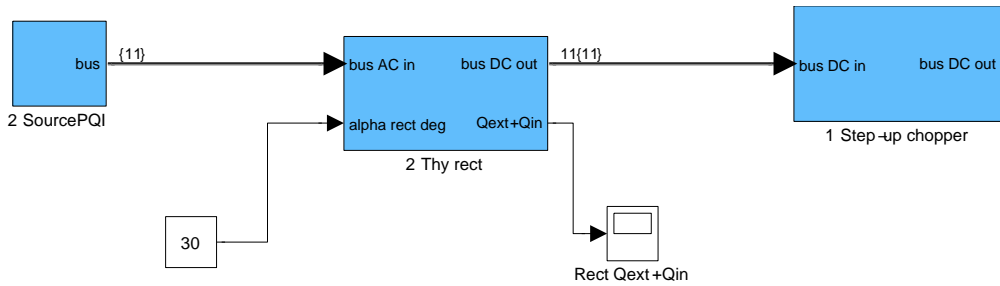 bus
{11}
2 SourcePQI
bus AC in
bus DC out
alpha rect deg
Qext+Qin
2 Thy rect
11{11}
bus DC in
bus DC out
1 Step-up chopper
30
Rect Qext+Qin